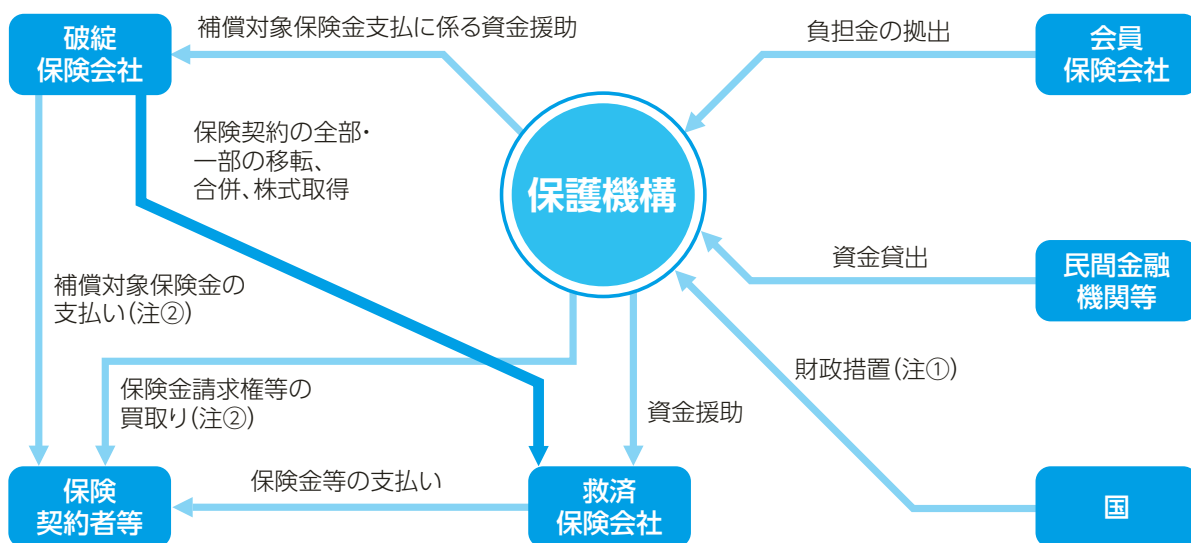 破綻
保険会社
補償対象保険金支払に係る資金援助
負担金の拠出
会員
保険会社
保険契約の全部・
一部の移転、
合併、株式取得
保護機構
補償対象保険金の
支払い(注②)
資金貸出
民間金融
機関等
保険金請求権等の
買取り(注②)
財政措置(注①)
資金援助
保険
契約者等
保険金等の支払い
救済
保険会社
国